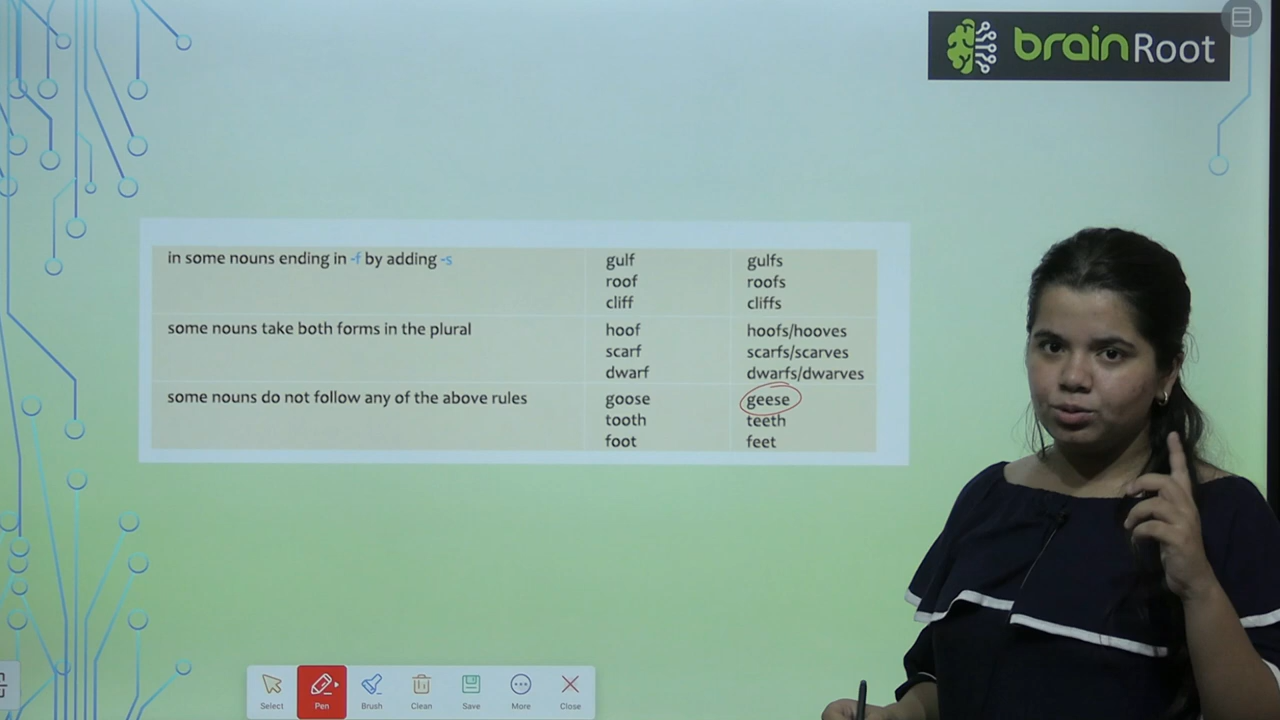 brainRoot
in some nouns ending in -f by adding -s gulf gulfs
roof roofs
cliff cliffs
some nouns take both forms in the plural hoof hoofs/hooves
scarf scarfs/scarves
dwarf dwarfs/dwarves
some nouns do not follow any of the above rules goose geese
tooth teeth
foot feet
Select Pen Brush Clean Save More Close